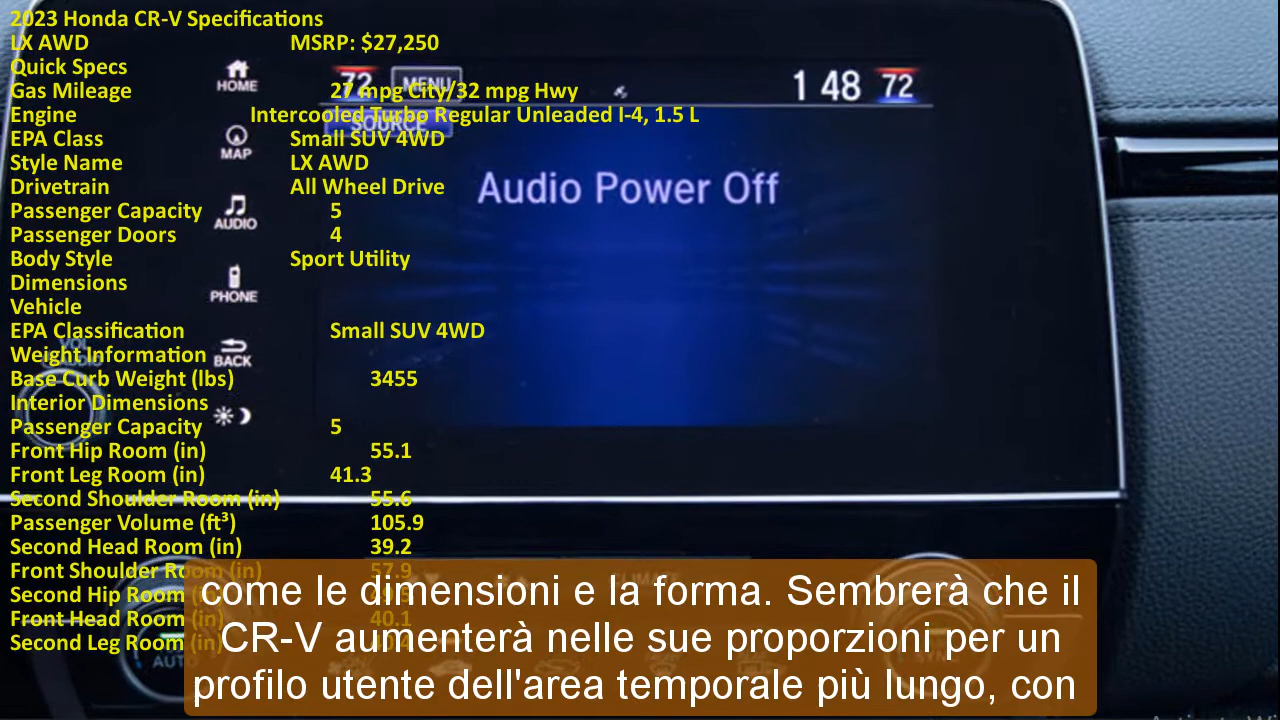 2023 Honda CR-V Specifications
LX AWD MSRP: $27,250
Quick Specs
Gas Mileage 27 mpg City/32 mpg Hwy
Engine Intercooled Turbo Regular Unleaded I-4, 1.5 L
EPA Class Small SUV 4WD
Style Name LX AWD
Drivetrain All Wheel Drive
Passenger Capacity 5
Passenger Doors 4
Body Style Sport Utility
Dimensions
Vehicle
EPA Classification Small SUV 4WD
Weight Information
Base Curb Weight (lbs) 3455
Interior Dimensions
Passenger Capacity 5
Front Hip Room (in) 55.1
Front Leg Room (in) 41.3
Second Shoulder Room (in) 55.6
Passenger Volume (ft³) 105.9
Second Head Room (in) 39.2
Front Shoulder Room (in) 57.9
Second Hip Room
Front Head Room (in) 40.1
Second Leg Room (in)
HOME
MAP
AUDIO
PHONE
BACK
72 MENU 1 48 72
SOURCE
Audio Power Off
AUTO
SYNC
come le dimensioni e la forma. Sembrerà che il
CR-V aumenterà nelle sue proporzioni per un
profilo utente dell'area temporale più lungo, con